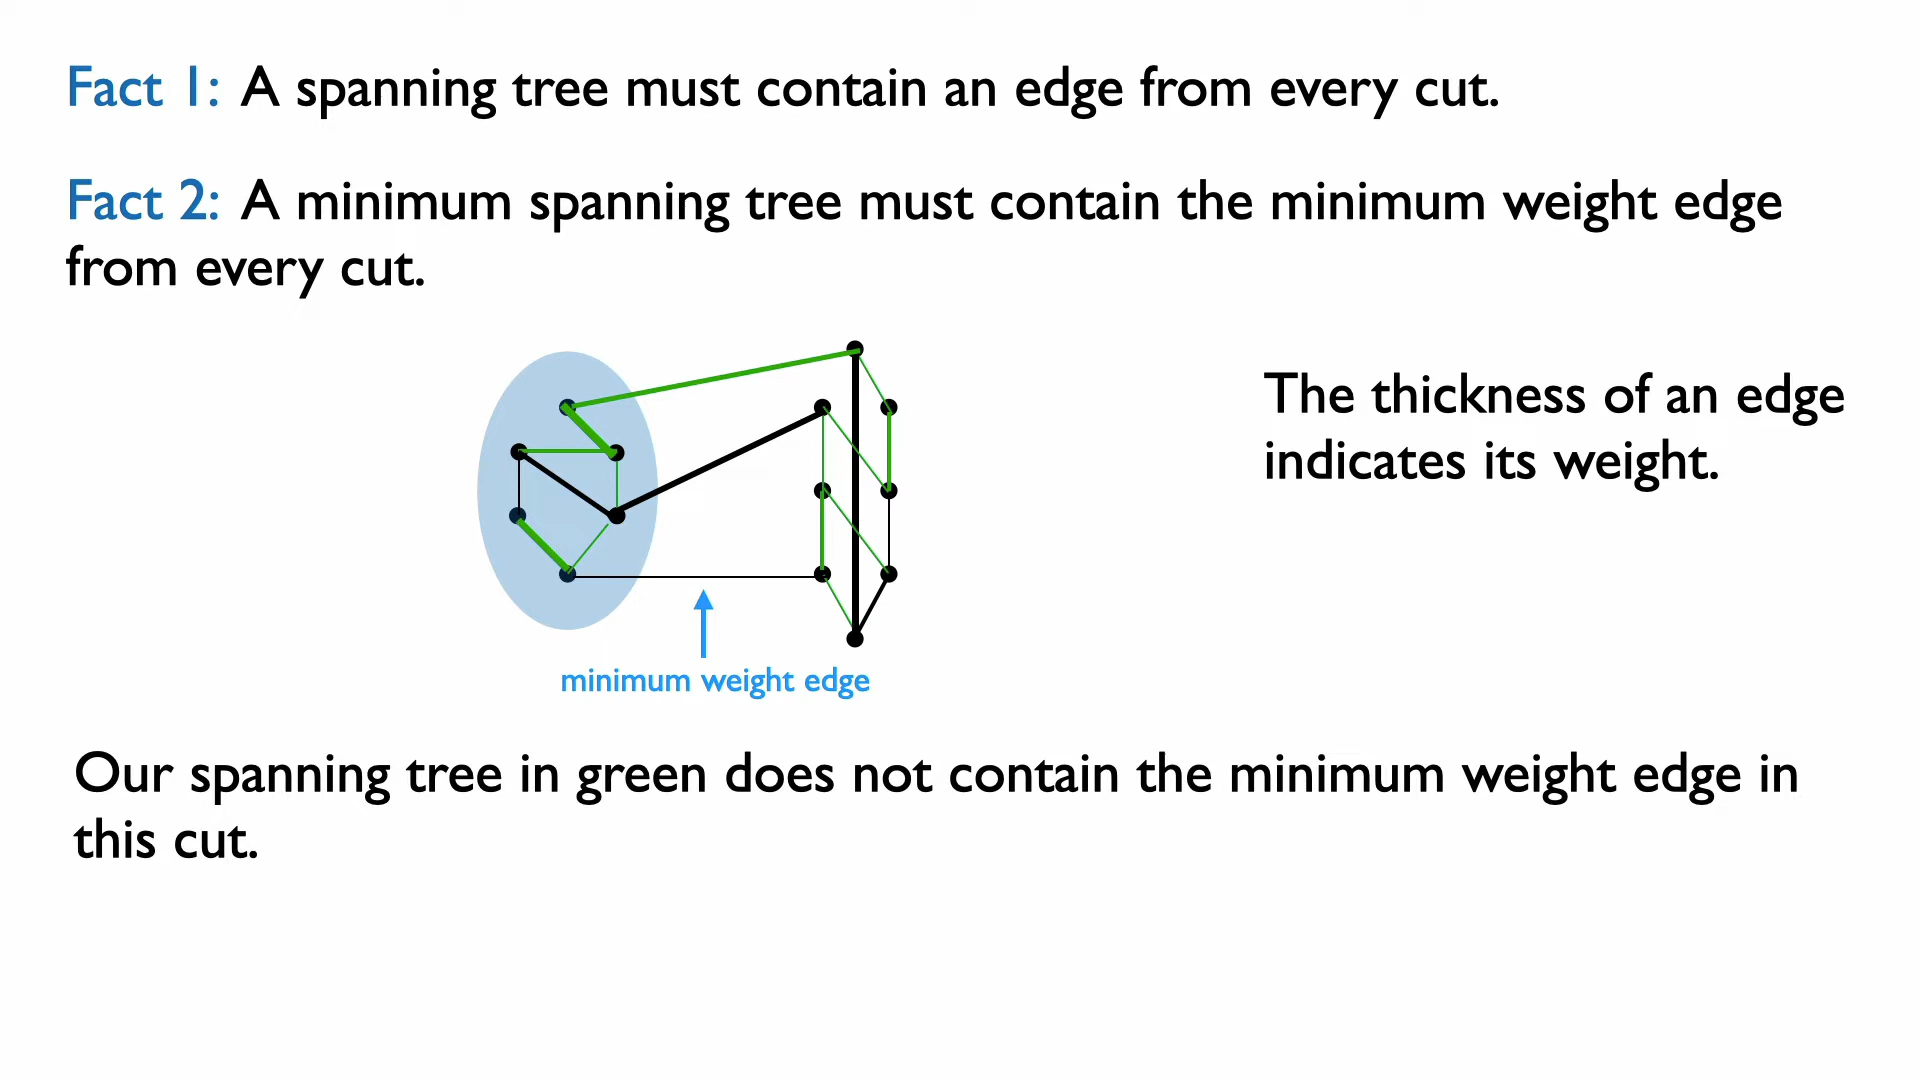 Fact 1: A spanning tree must contain an edge from every cut.
Fact 2: A minimum spanning tree must contain the minimum weight edge
from every cut.
The thickness of an edge
indicates its weight.
minimum weight edge
Our spanning tree in green does not contain the minimum weight edge in
this cut.